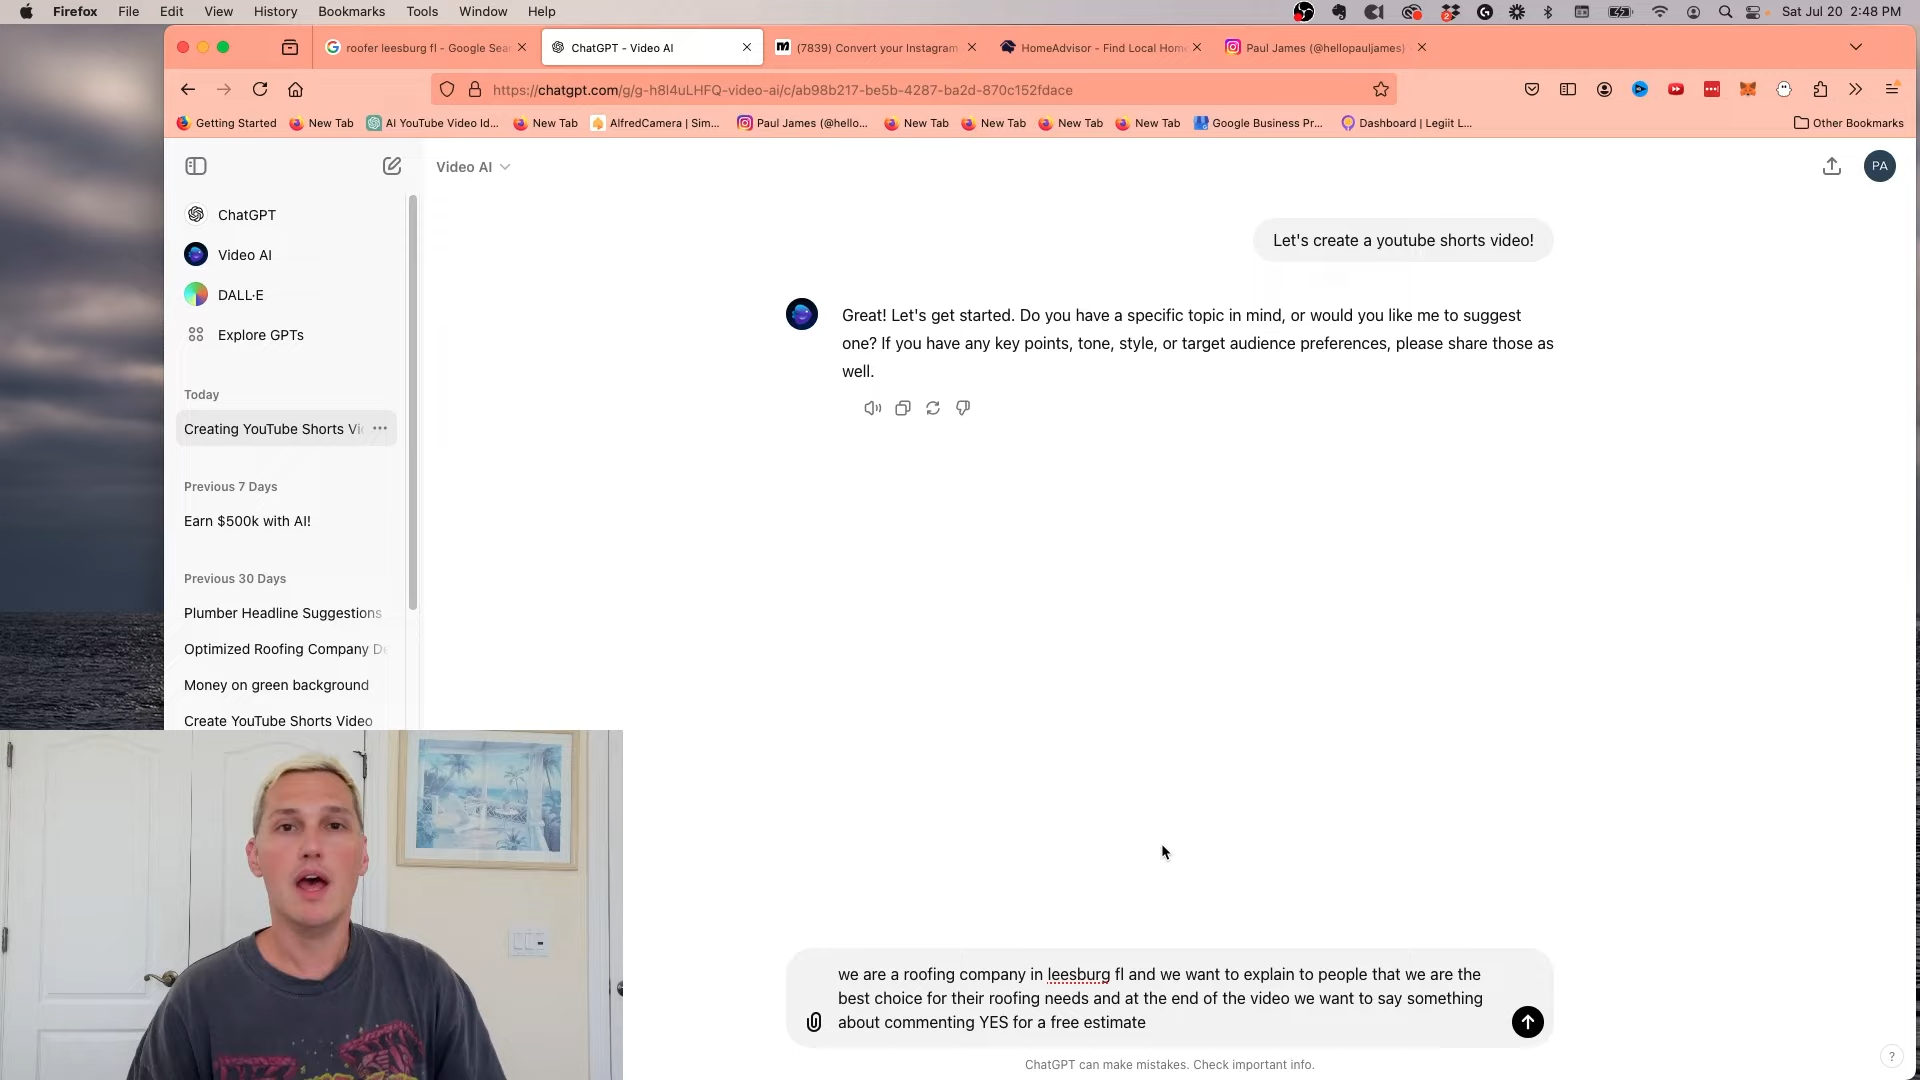 Firefox File Edit View History Bookmarks Tools Window Help
2
Sat Jul 20 2:48 PM
roofer leesburg fl - Google Sea
ChatGPT - Video AI
(7839) Convert your Instagram
HomeAdvisor - Find Local Home
Paul James (@hellopauljames)
https://chatgpt.com/g/g-h8l4uLHFQ-video-ai/c/ab98b217-be5b-4287-ba2d-870c152fdace
Getting Started
New Tab
AI YouTube Video Id...
New Tab
AlfredCamera | Sim...
Paul James (@hello...
New Tab
New Tab
New Tab
New Tab
Google Business Pr...
Dashboard | Legiit L...
Other Bookmarks
Video AI
PA
ChatGPT
Video AI
DALL·E
Explore GPTs
Today
Creating YouTube Shorts Vi
Previous 7 Days
Earn $500k with AI!
Previous 30 Days
Plumber Headline Suggestions
Optimized Roofing Company De
Money on green background
Create YouTube Shorts Video
Let's create a youtube shorts video!
Great! Let's get started. Do you have a specific topic in mind, or would you like me to suggest
one? If you have any key points, tone, style, or target audience preferences, please share those as
well.
we are a roofing company in leesburg fl and we want to explain to people that we are the
best choice for their roofing needs and at the end of the video we want to say something
about commenting YES for a free estimate
ChatGPT can make mistakes. Check important info.
?